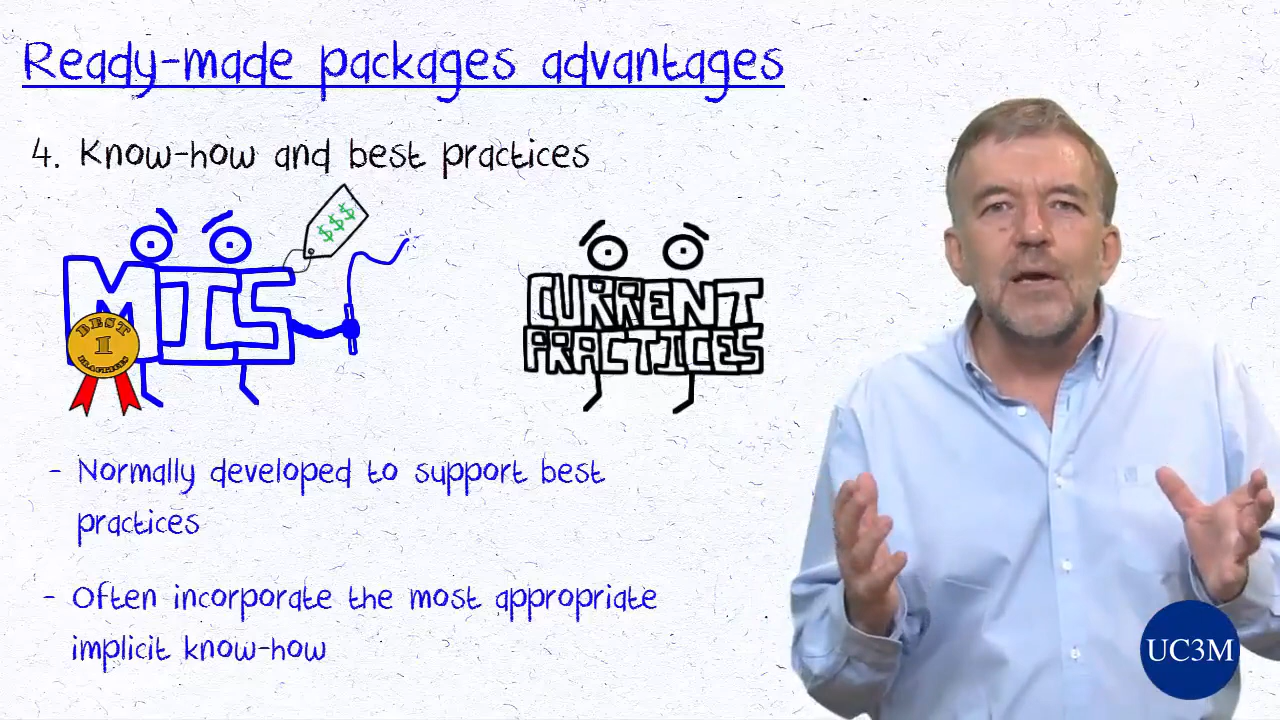 Ready-made packages advantages
4. Know-how and best practices
$$$
MIS
BEST
1
PRACTICES
CURRENT
PRACTICES
- Normally developed to support best
practices
- Often incorporate the most appropriate
implicit know-how
UC3M